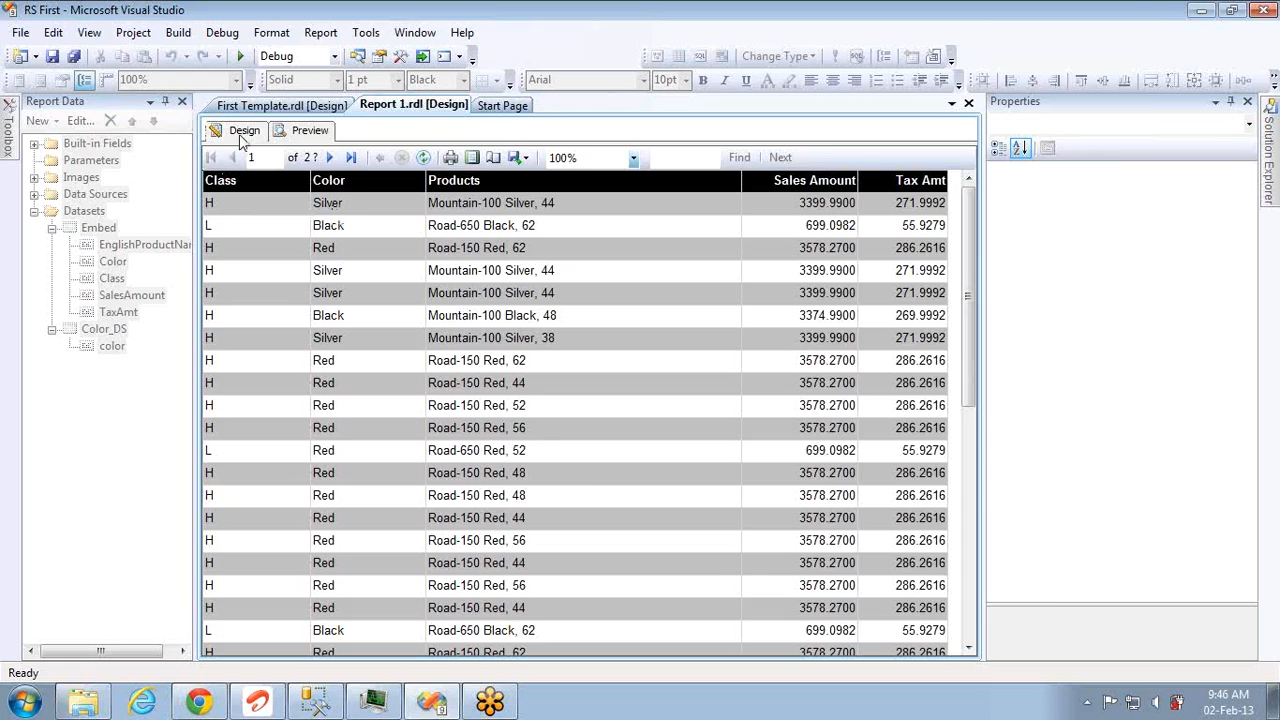 RS First - Microsoft Visual Studio
File Edit View Project Build Debug Format Report Tools Window Help
Debug Change Type
100% Solid 1 pt Black Arial 10pt
Toolbox
Report Data
New Edit...
Built-in Fields
Parameters
Images
Data Sources
Datasets
Embed
EnglishProductNar
Color
Class
SalesAmount
TaxAmt
Color_DS
color
First Template.rdl [Design] Report 1.rdl [Design] Start Page
Design Preview
1 of 2 ? 100% Find Next
Class Color Products Sales Amount Tax Amt
H Silver Mountain-100 Silver, 44 3399.9900 271.9992
L Black Road-650 Black, 62 699.0982 55.9279
H Red Road-150 Red, 62 3578.2700 286.2616
H Silver Mountain-100 Silver, 44 3399.9900 271.9992
H Silver Mountain-100 Silver, 44 3399.9900 271.9992
H Black Mountain-100 Black, 48 3374.9900 269.9992
H Silver Mountain-100 Silver, 38 3399.9900 271.9992
H Red Road-150 Red, 62 3578.2700 286.2616
H Red Road-150 Red, 44 3578.2700 286.2616
H Red Road-150 Red, 52 3578.2700 286.2616
H Red Road-150 Red, 56 3578.2700 286.2616
L Red Road-650 Red, 52 699.0982 55.9279
H Red Road-150 Red, 48 3578.2700 286.2616
H Red Road-150 Red, 48 3578.2700 286.2616
H Red Road-150 Red, 44 3578.2700 286.2616
H Red Road-150 Red, 56 3578.2700 286.2616
H Red Road-150 Red, 44 3578.2700 286.2616
H Red Road-150 Red, 56 3578.2700 286.2616
H Red Road-150 Red, 44 3578.2700 286.2616
L Black Road-650 Black, 62 699.0982 55.9279
H Red Road-150 Red, 62 3578.2700 286.2616
Properties
Solution Explorer
Ready
9:46 AM
02-Feb-13